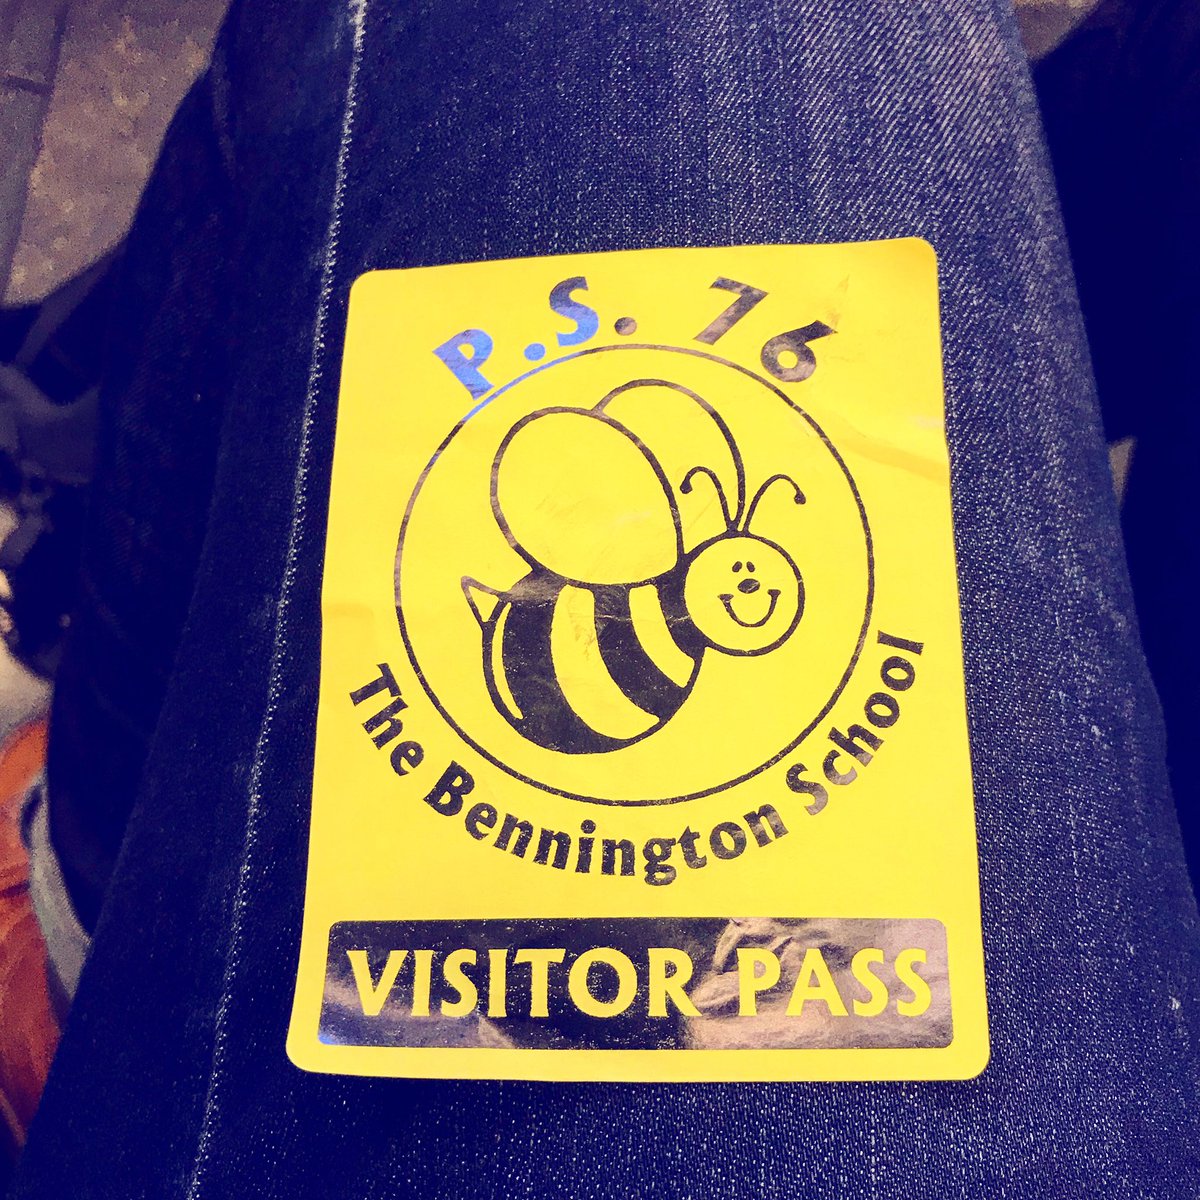 P.S. 76
The Bennington School
VISITOR PASS